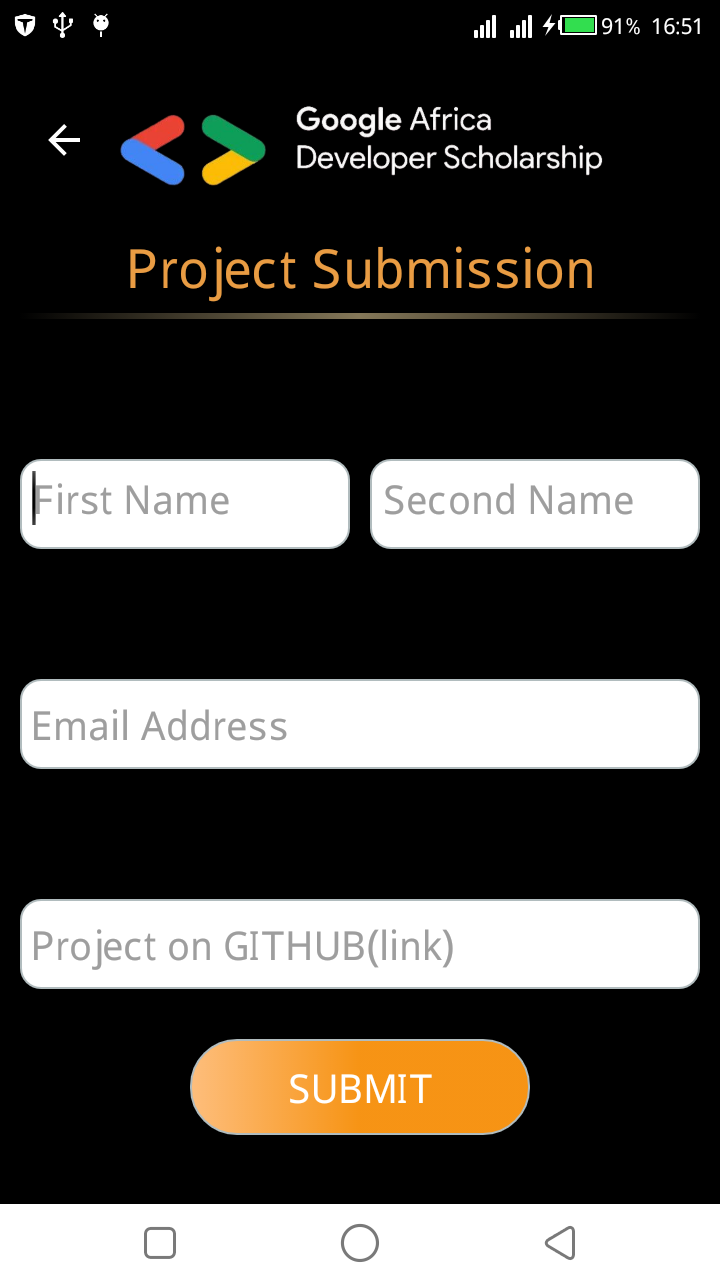 91% 16:51
Google Africa
Developer Scholarship
Project Submission
First Name Second Name
Email Address
Project on GITHUB(link)
SUBMIT